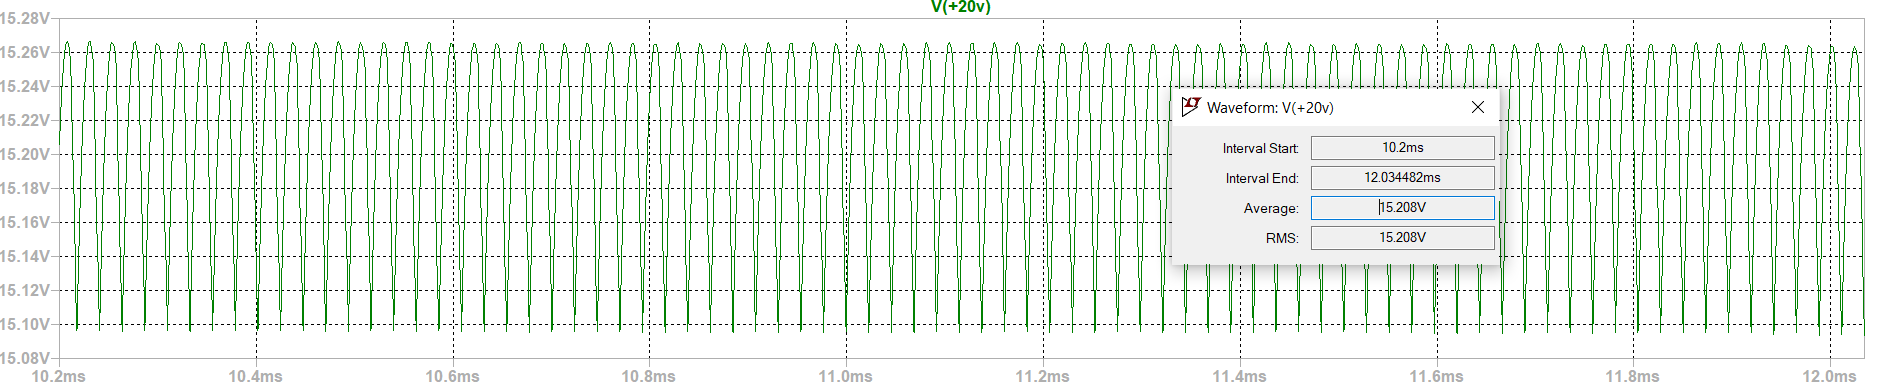 V(+20v)
15.28V
15.26V
15.24V
15.22V
15.20V
15.18V
15.16V
15.14V
15.12V
15.10V
15.08V
Waveform: V(+20v)
Interval Start: 10.2ms
Interval End: 12.034482ms
Average: 15.208V
RMS: 15.208V
10.2ms 10.4ms 10.6ms 10.8ms 11.0ms 11.2ms 11.4ms 11.6ms 11.8ms 12.0ms